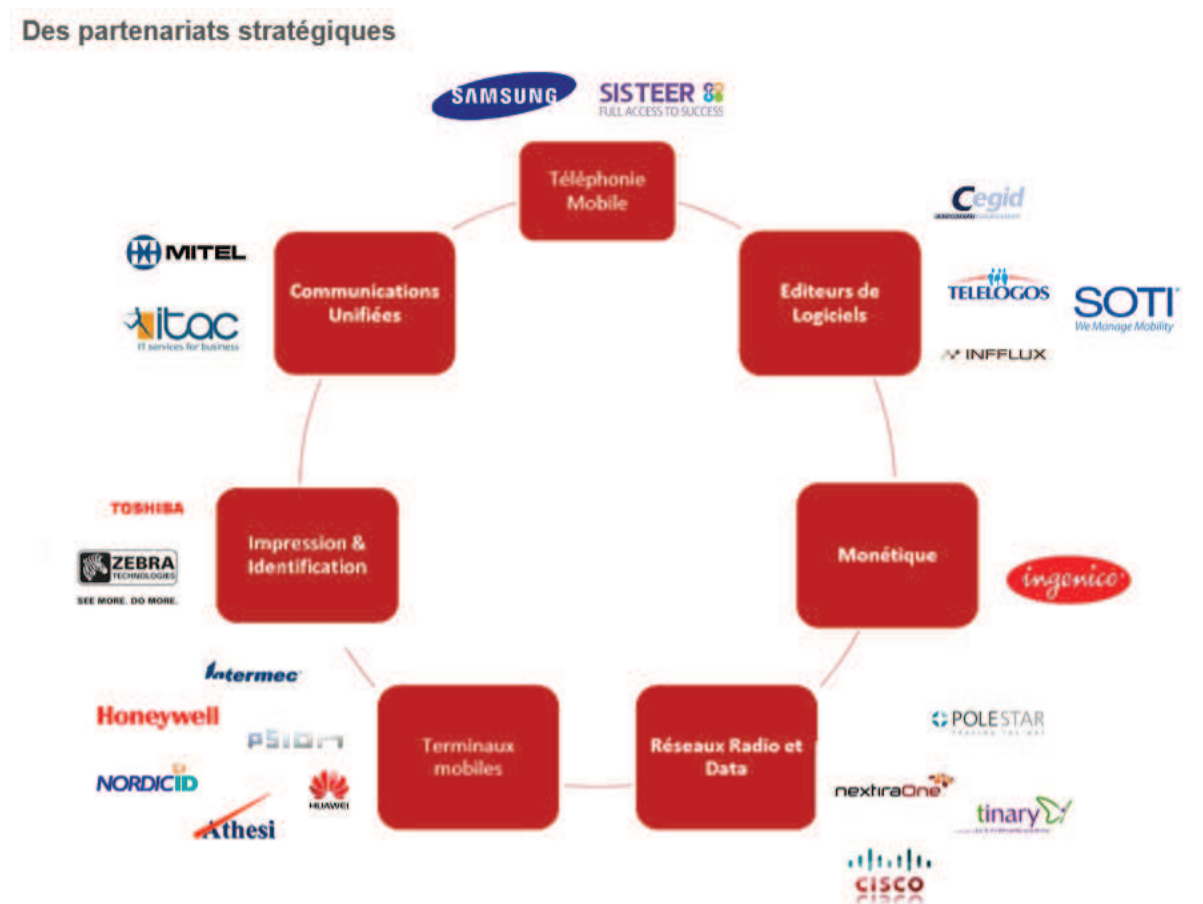 Des partenariats stratégiques
SAMSUNG
SISTEER
FULL ACCESS TO SUCCESS
Téléphonie
Mobile
Cegid
MITEL
Communications
Unifiées
Editeurs de
Logiciels
TELELOGOS
SOTI
We Manage Mobility
itac
IT services for business
INFFLUX
TOSHIBA
Impression &
Identification
Monétique
ZEBRA
TECHNOLOGIES
SEE MORE. DO MORE.
ingenico
Intermec
Honeywell
PSION
Terminaux
mobiles
Réseaux Radio et
Data
POLESTAR
NORDICID
HUAWEI
nextiraOne
Athesi
tinary
CISCO